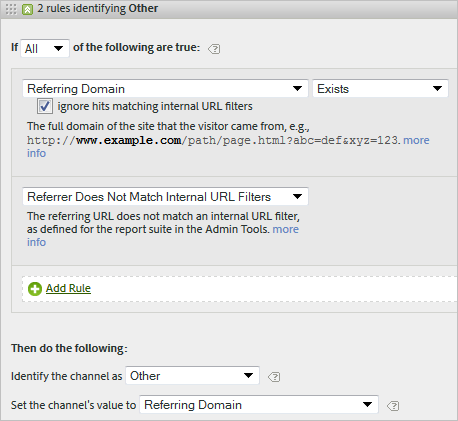 2 rules identifying Other
If All of the following are true:
Referring Domain Exists
ignore hits matching internal URL filters
The full domain of the site that the visitor came from, e.g.,
http://www.example.com/path/page.html?abc=def&xyz=123. more
info
Referrer Does Not Match Internal URL Filters
The referring URL does not match an internal URL filter,
as defined for the report suite in the Admin Tools. more
info
Add Rule
Then do the following:
Identify the channel as Other
Set the channel's value to Referring Domain